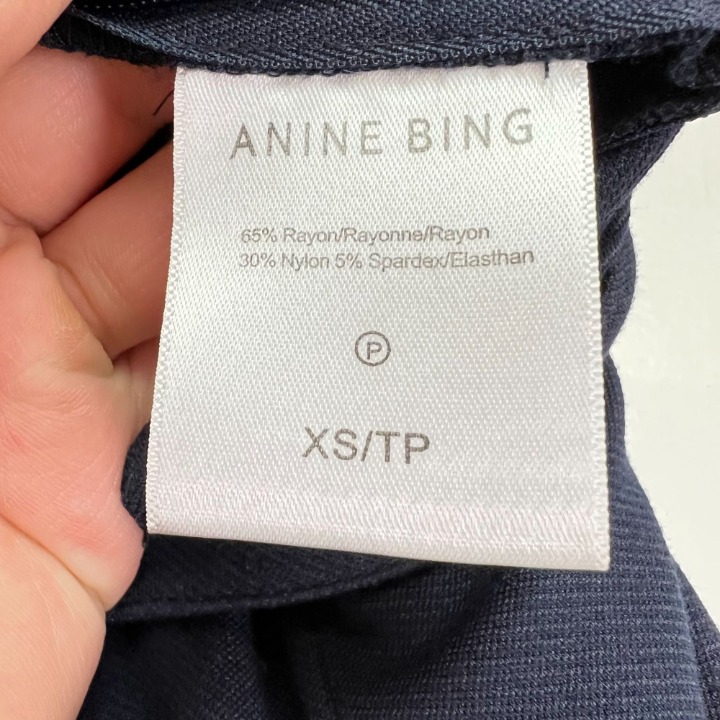 ANINE BING
65% Rayon/Rayonne/Rayon
30% Nylon 5% Spardex/Elasthan
P
XS/TP